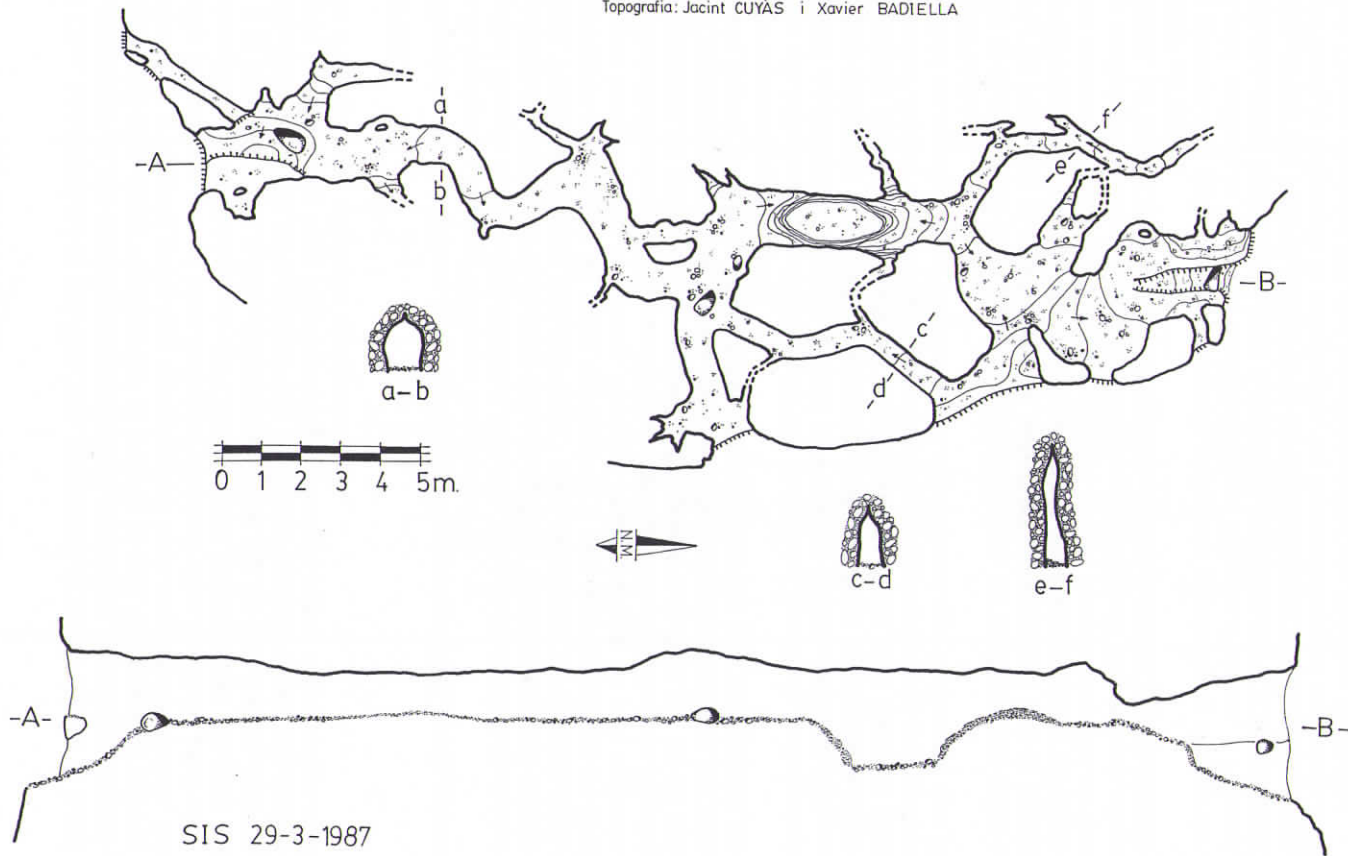 Topografia: Jacint CUYÀS i Xavier BADIELLA
a
f
-A-
e
b
-B-
c
d
a-b
0 1 2 3 4 5m.
N.M.
c-d
e-f
-A-
-B-
SIS 29-3-1987